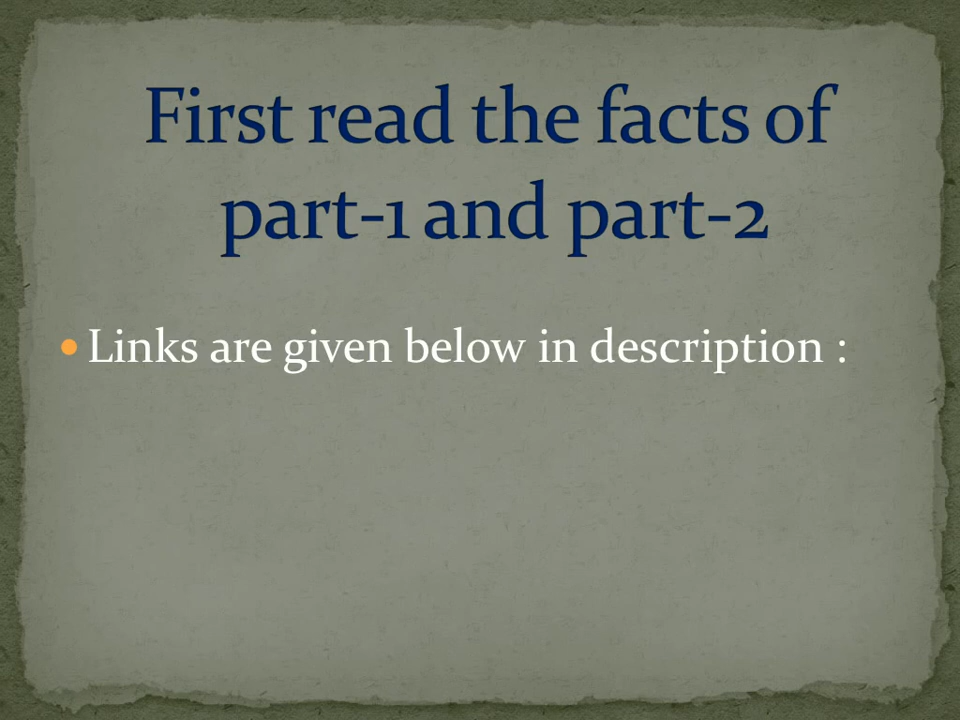 First read the facts of
part-1 and part-2
• Links are given below in description :